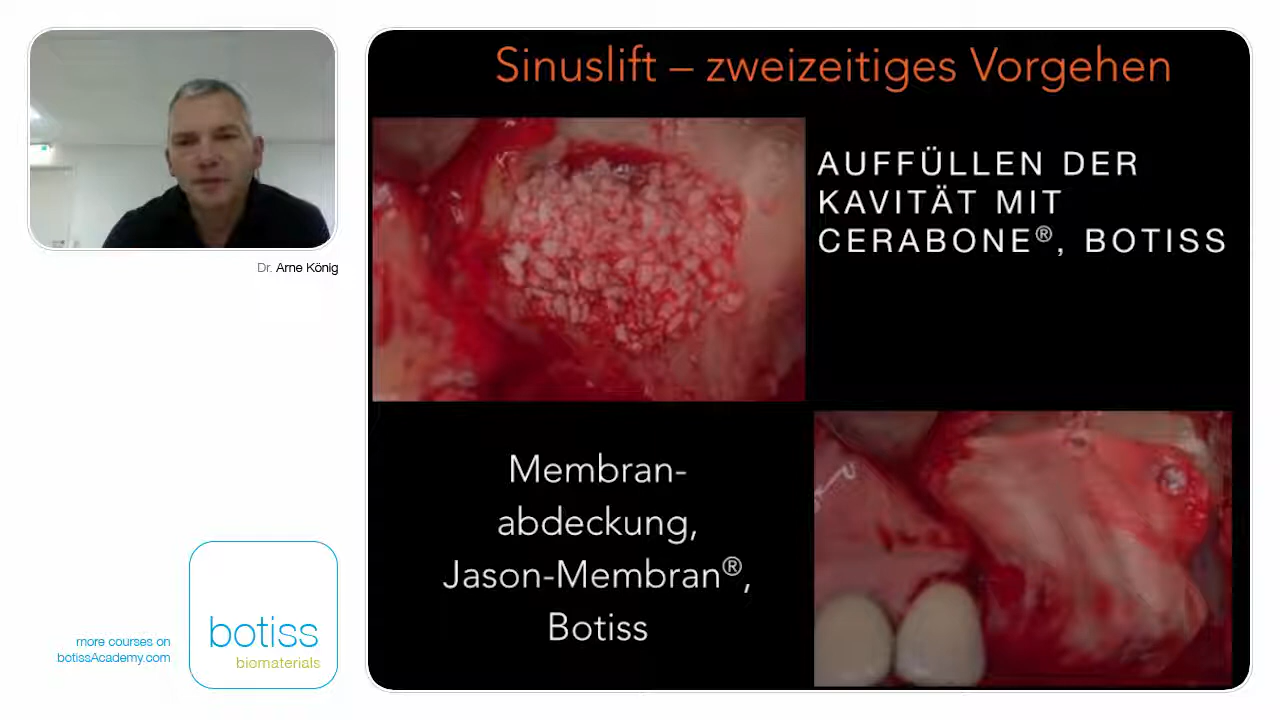 Dr. Arne König
more courses on
botissAcademy.com
botiss
biomaterials
Sinuslift – zweizeitiges Vorgehen
AUFFÜLLEN DER
KAVITÄT MIT
CERABONE®, BOTISS
Membran-
abdeckung,
Jason-Membran®,
Botiss